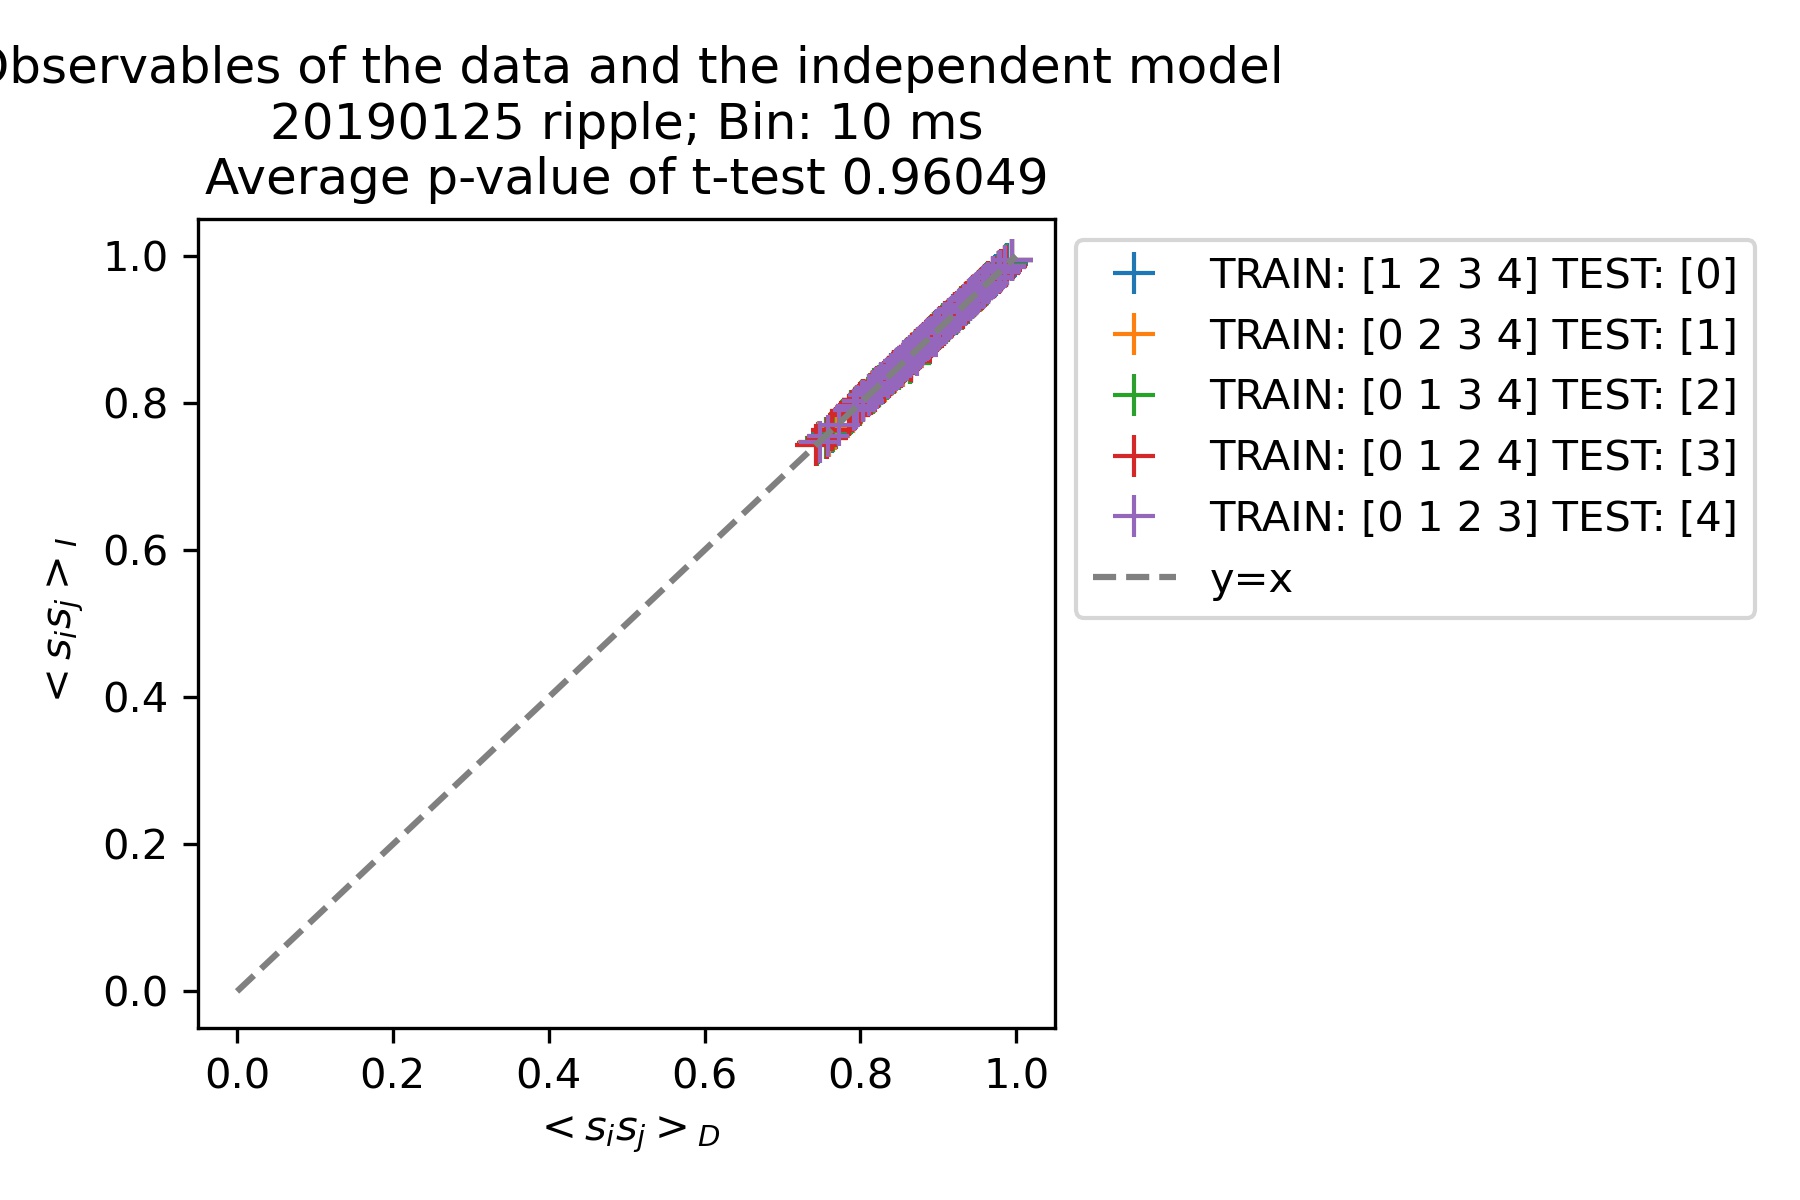 bservables of the data and the independent model
20190125 ripple; Bin: 10 ms
Average p-value of t-test 0.96049
1.0
0.8
0.6
0.4
0.2
0.0
< s_i s_j >_I
0.0 0.2 0.4 0.6 0.8 1.0
< s_i s_j >_D
TRAIN: [1 2 3 4] TEST: [0]
TRAIN: [0 2 3 4] TEST: [1]
TRAIN: [0 1 3 4] TEST: [2]
TRAIN: [0 1 2 4] TEST: [3]
TRAIN: [0 1 2 3] TEST: [4]
y=x